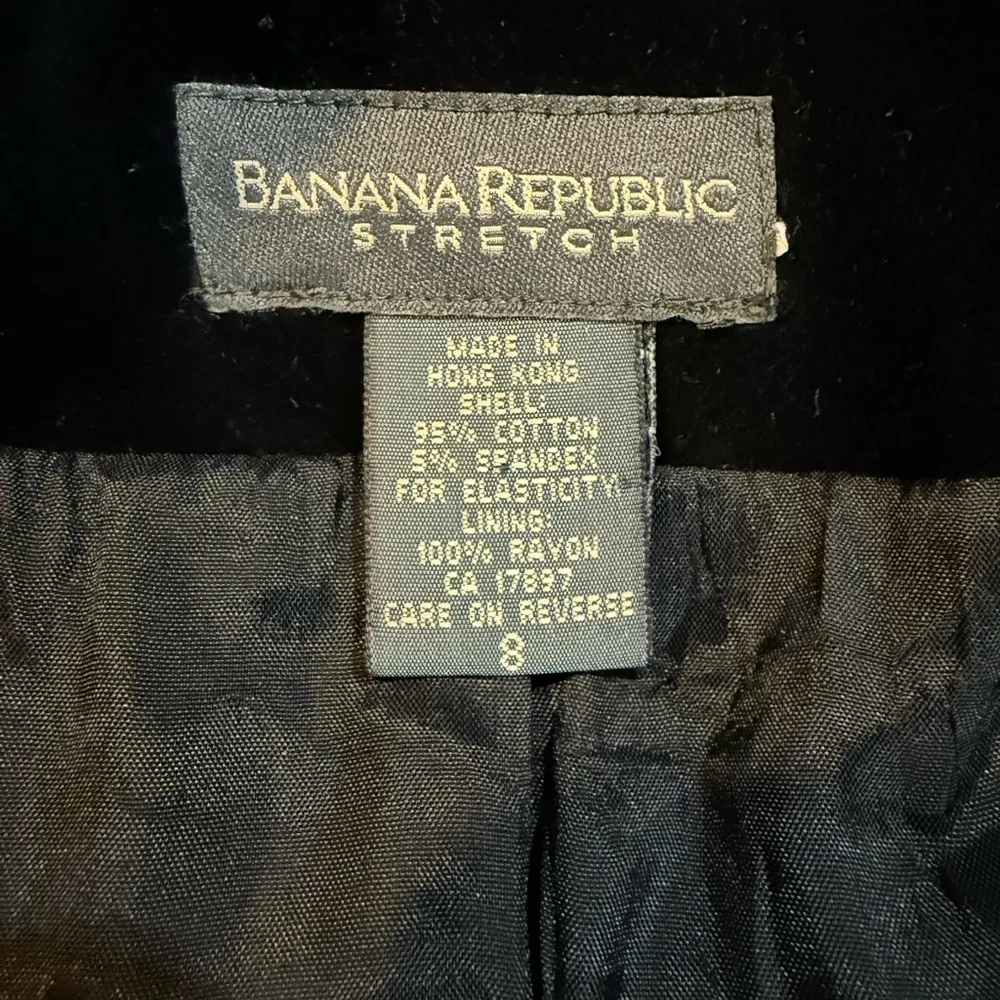 BANANA REPUBLIC
STRETCH
MADE IN
HONG KONG
SHELL:
95% COTTON
5% SPANDEX
FOR ELASTICITY.
LINING:
100% RAYON
CA 17897
CARE ON REVERSE
8